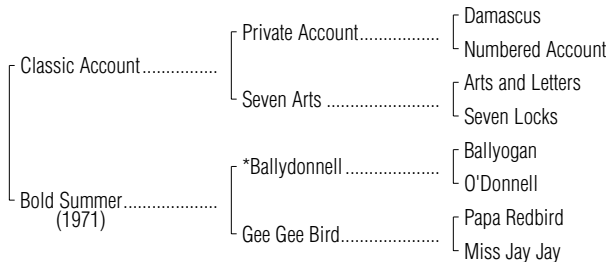 Damascus
Private Account..................
Numbered Account
Classic Account.................
Arts and Letters
Seven Arts .........................
Seven Locks
Ballyogan
*Ballydonnell .....................
O'Donnell
Bold Summer.....................
(1971)
Papa Redbird
Gee Gee Bird......................
Miss Jay Jay